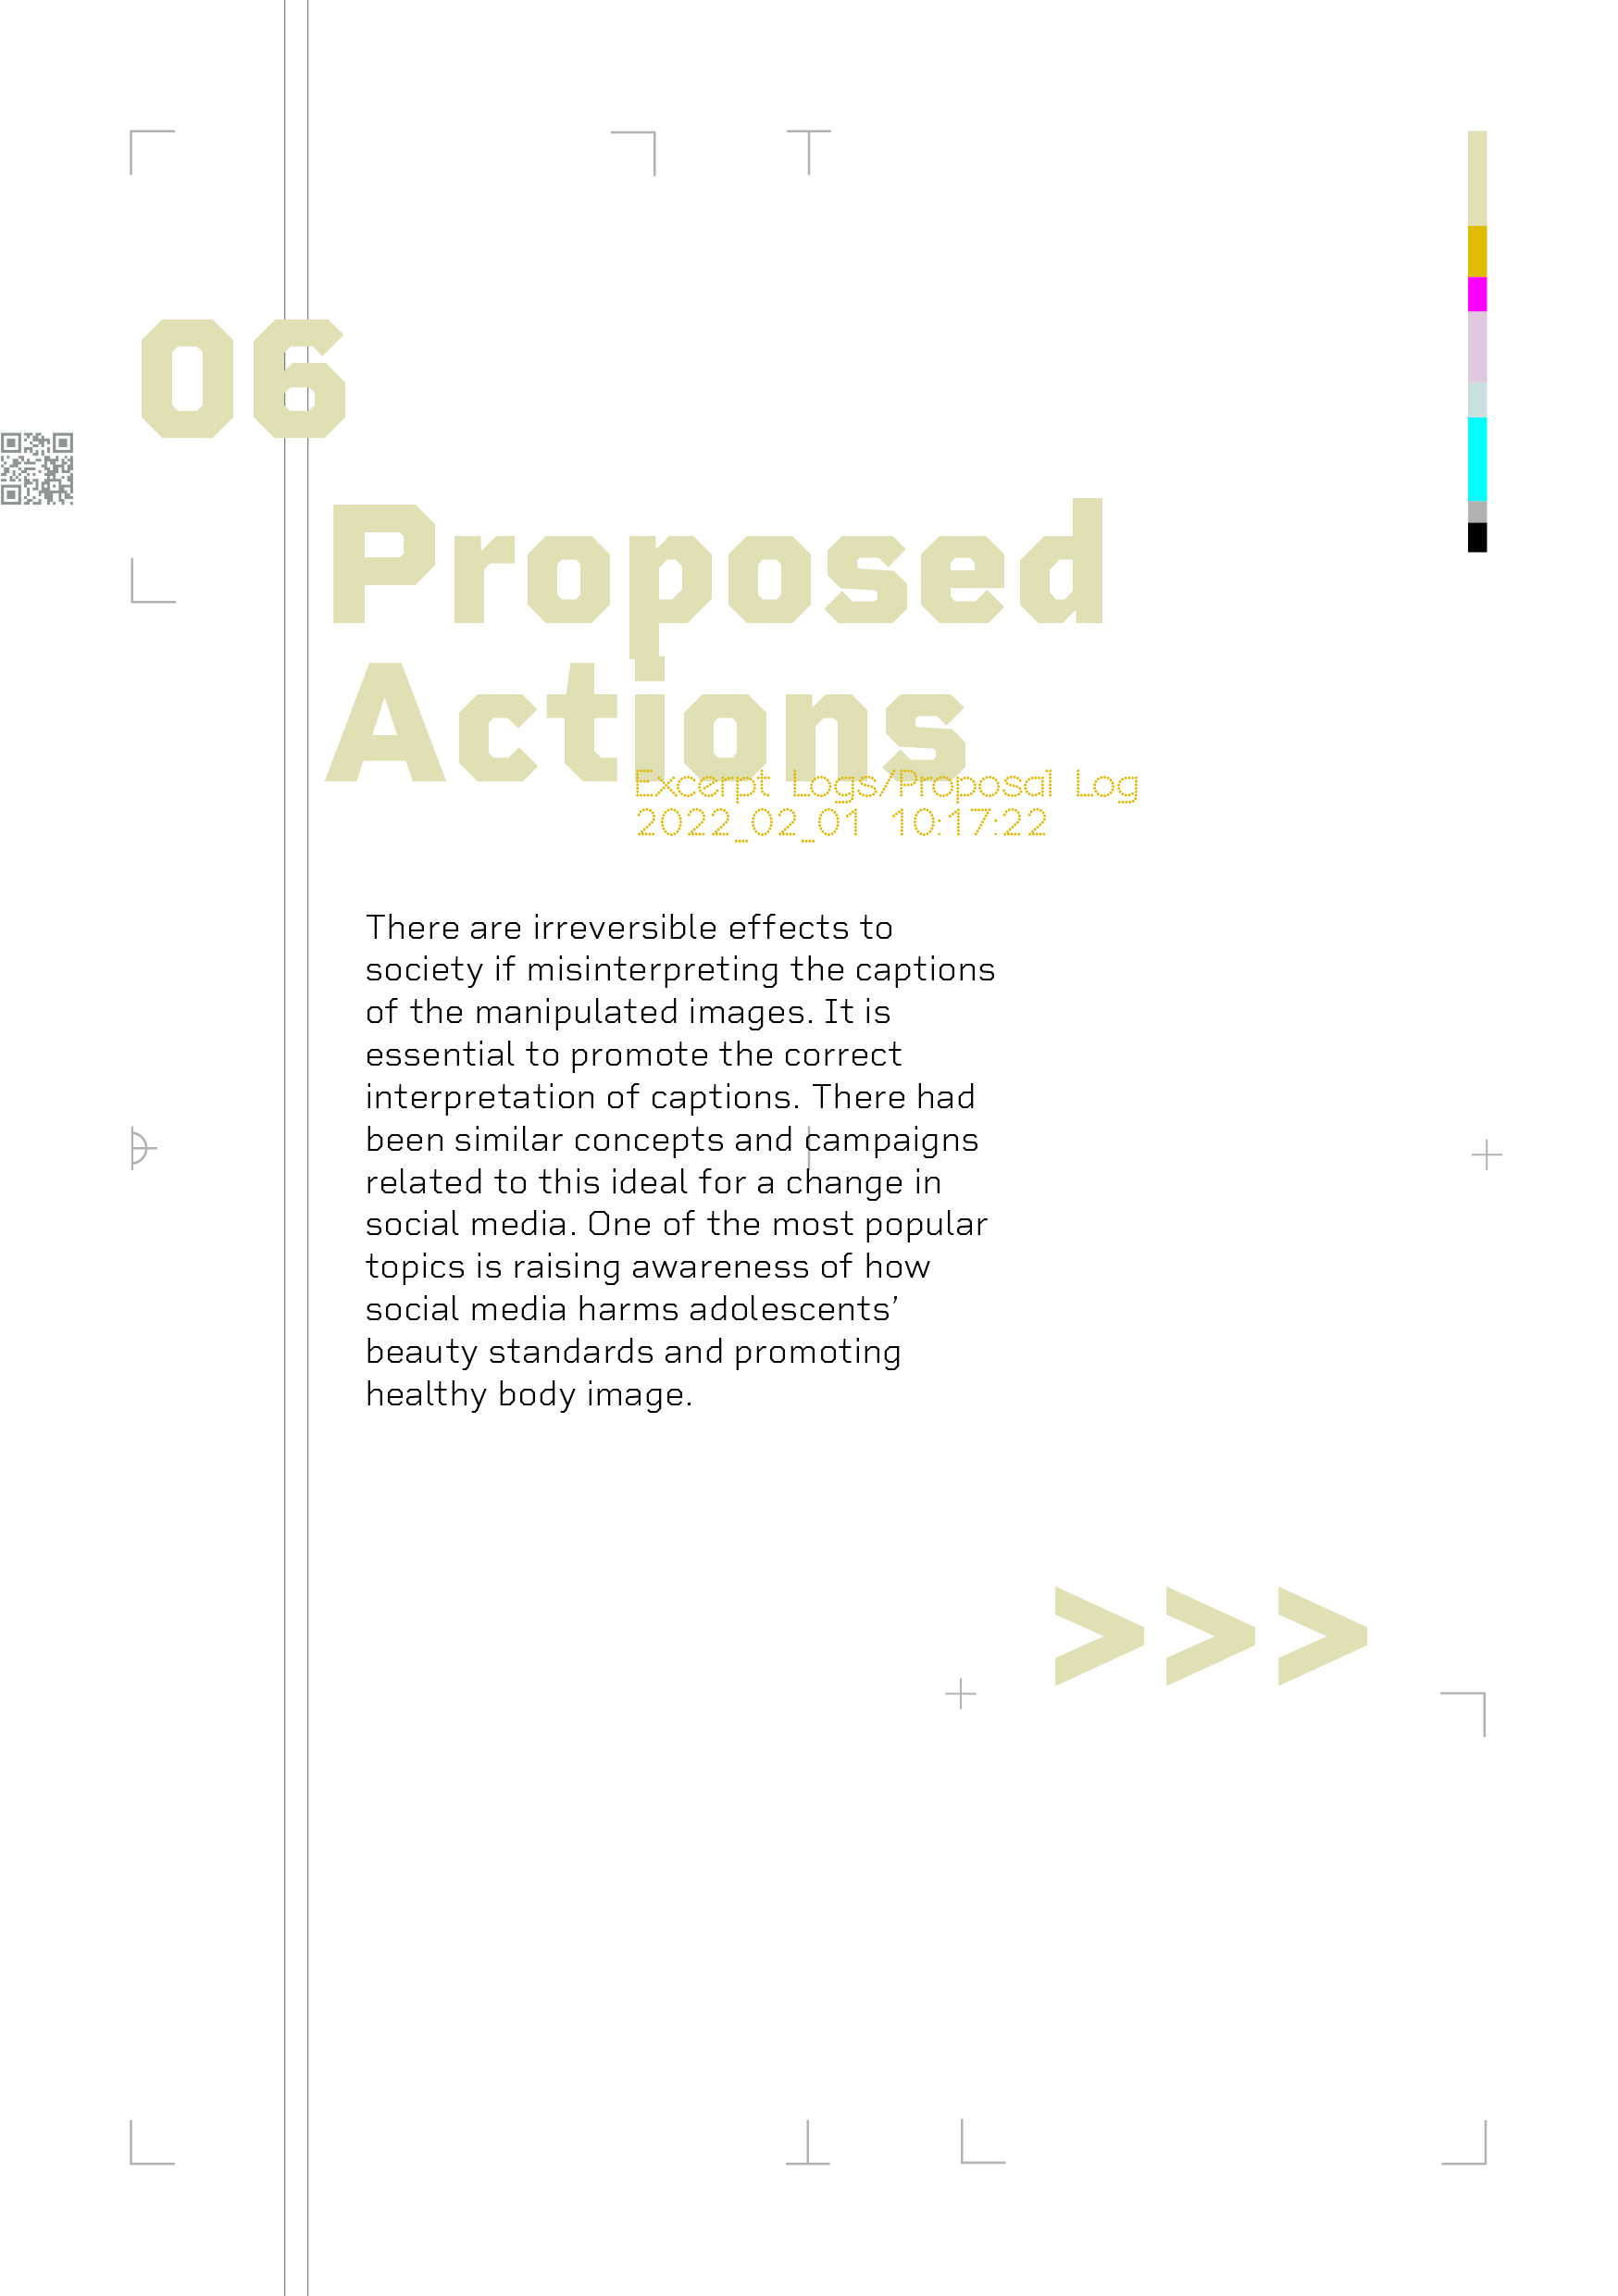 06
Proposed
Actions
Excerpt Logs/Proposal Log
2022_02_01 10:17:22
There are irreversible effects to
society if misinterpreting the captions
of the manipulated images. It is
essential to promote the correct
interpretation of captions. There had
been similar concepts and campaigns
related to this ideal for a change in
social media. One of the most popular
topics is raising awareness of how
social media harms adolescents’
beauty standards and promoting
healthy body image.
>>>